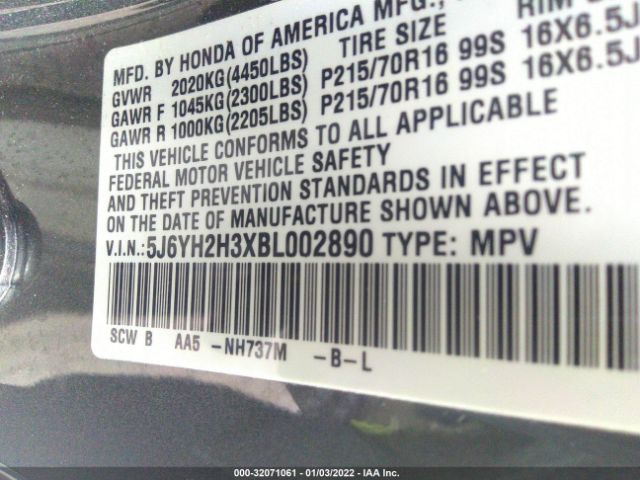 MFD. BY HONDA OF AMERICA MFG.,
TIRE SIZE
GVWR 2020KG(4450LBS)
GAWR F 1045KG(2300LBS) P215/70R16 99S 16X6.5J
GAWR R 1000KG(2205LBS) P215/70R16 99S 16X6.5J
THIS VEHICLE CONFORMS TO ALL APPLICABLE
FEDERAL MOTOR VEHICLE SAFETY
AND THEFT PREVENTION STANDARDS IN EFFECT
ON THE DATE OF MANUFACTURE SHOWN ABOVE.
V.I.N.:5J6YH2H3XBL002890 TYPE: MPV
SCW B AA5 -NH737M -B-L
000-32071061 - 01/03/2022 - IAA Inc.